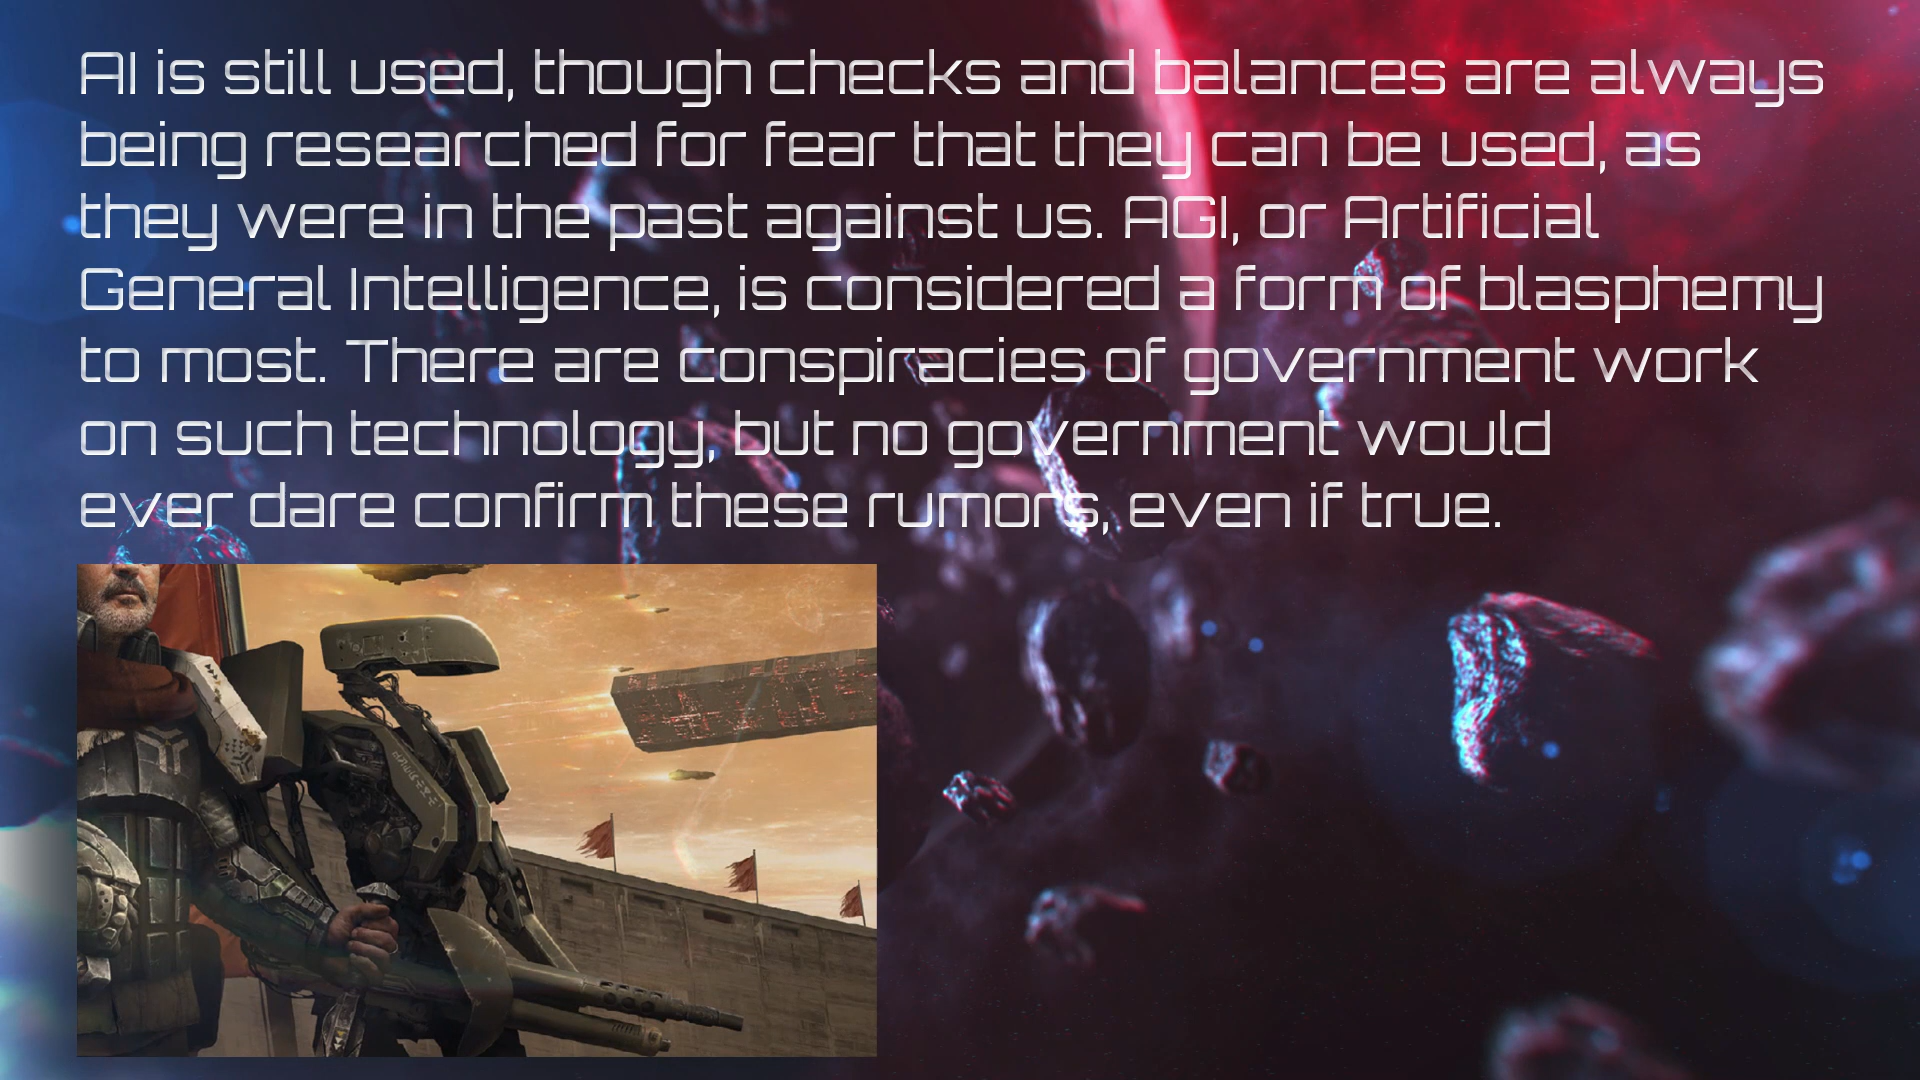 AI is still used, though checks and balances are always
being researched for fear that they can be used, as
they were in the past against us. AGI, or Artificial
General Intelligence, is considered a form of blasphemy
to most. There are conspiracies of government work
on such technology, but no government would
ever dare confirm these rumors, even if true.